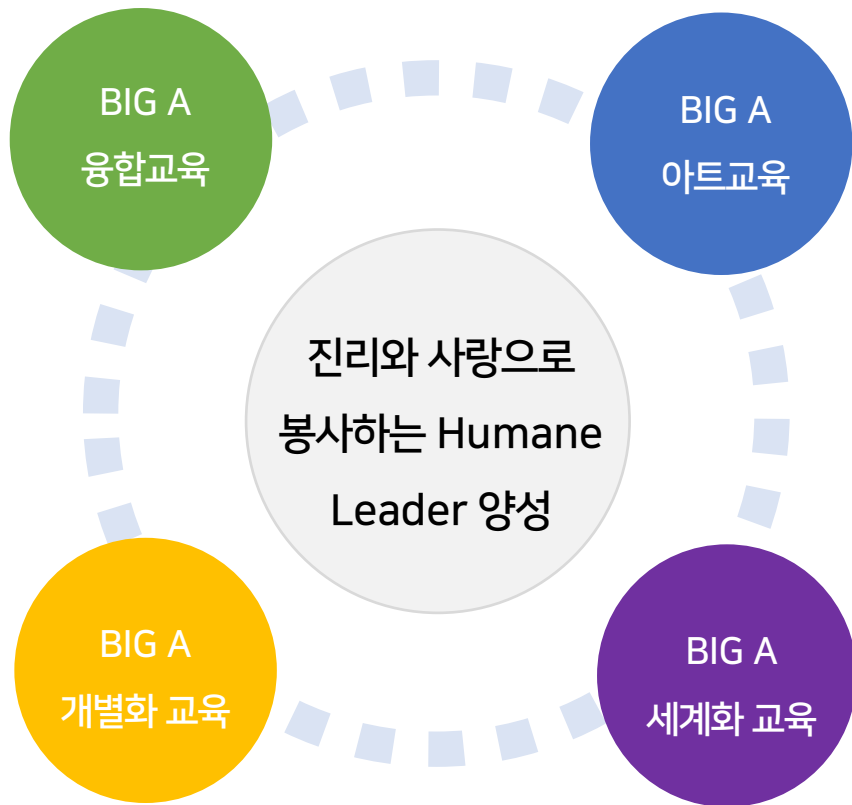 BIG A
융합교육
BIG A
아트교육
진리와 사랑으로
봉사하는 Humane
Leader 양성
BIG A
개별화 교육
BIG A
세계화 교육